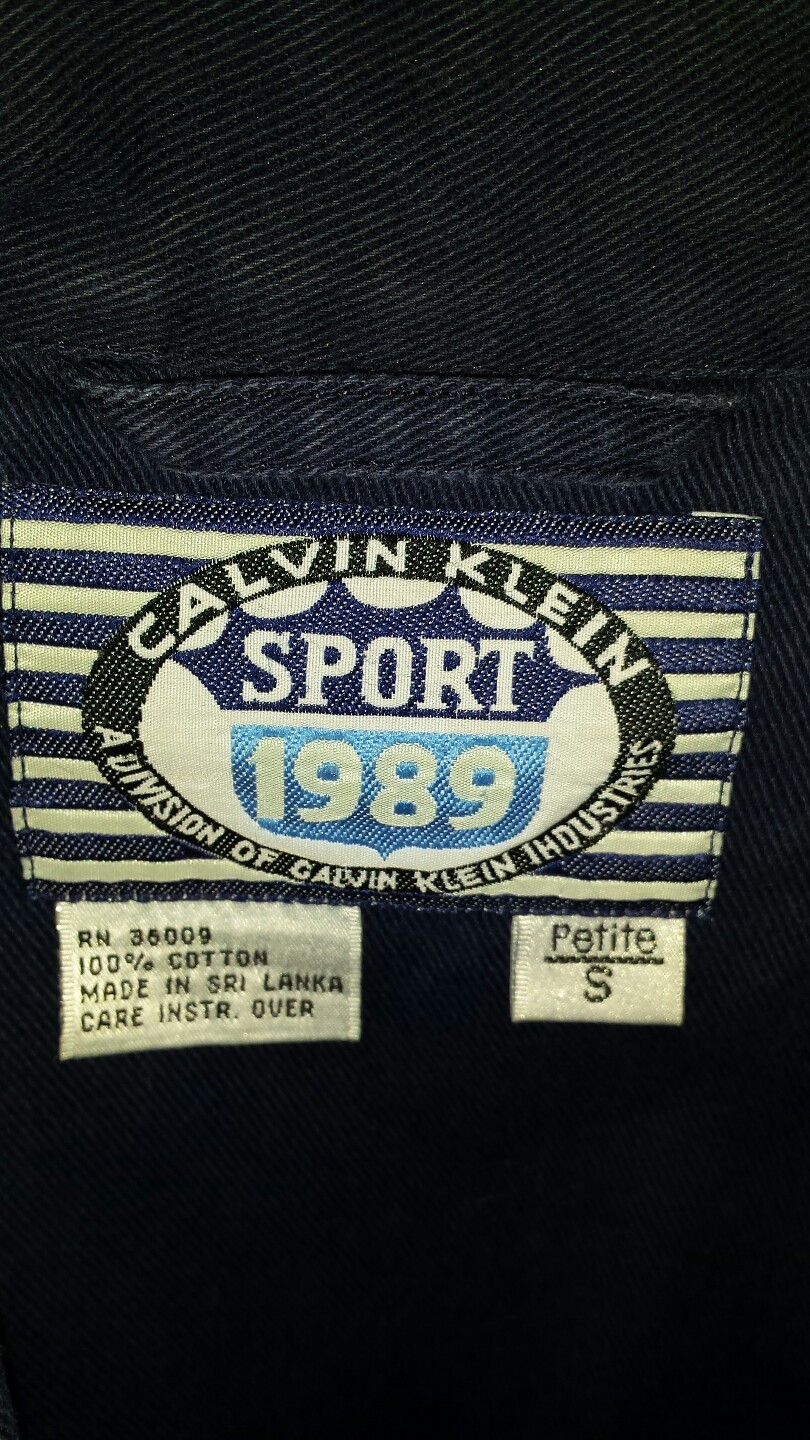 CALVIN KLEIN
SPORT
1989
A DIVISION OF CALVIN KLEIN INDUSTRIES
RN 36009
100% COTTON
MADE IN SRI LANKA
CARE INSTR. OVER
Petite
S